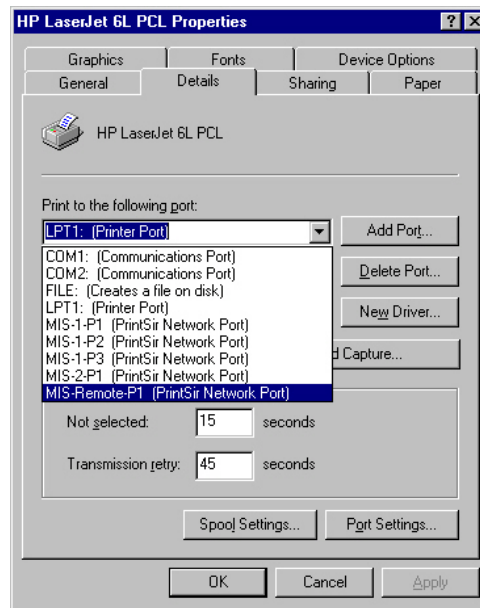 HP LaserJet 6L PCL Properties
Graphics Fonts Device Options
General Details Sharing Paper
HP LaserJet 6L PCL
Print to the following port:
LPT1: (Printer Port) Add Port...
COM1: (Communications Port)
COM2: (Communications Port) Delete Port...
FILE: (Creates a file on disk)
LPT1: (Printer Port)
MIS-1-P1 (PrintSir Network Port) New Driver...
MIS-1-P2 (PrintSir Network Port)
MIS-1-P3 (PrintSir Network Port) d Capture...
MIS-2-P1 (PrintSir Network Port)
MIS-Remote-P1 (PrintSir Network Port)
Not selected: 15 seconds
Transmission retry: 45 seconds
Spool Settings... Port Settings...
OK Cancel Apply